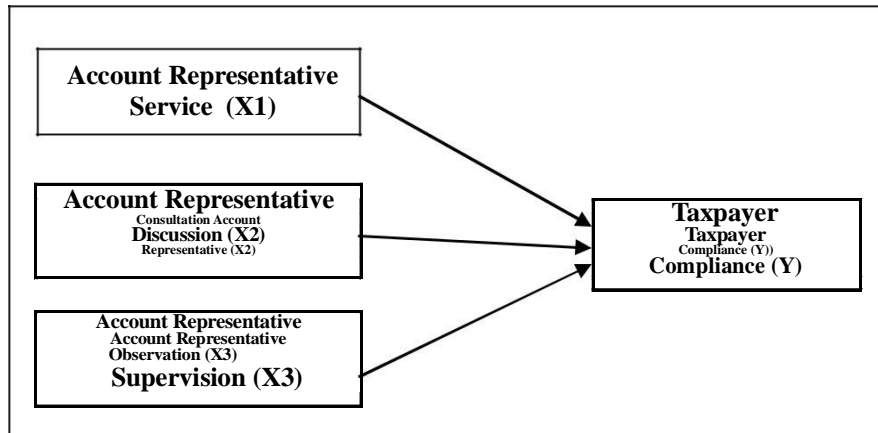 Account Representative
Service (X1)
Account Representative
Consultation Account
Discussion (X2)
Representative (X2)
Account Representative
Account Representative
Observation (X3)
Supervision (X3)
Taxpayer
Taxpayer
Compliance (Y))
Compliance (Y)